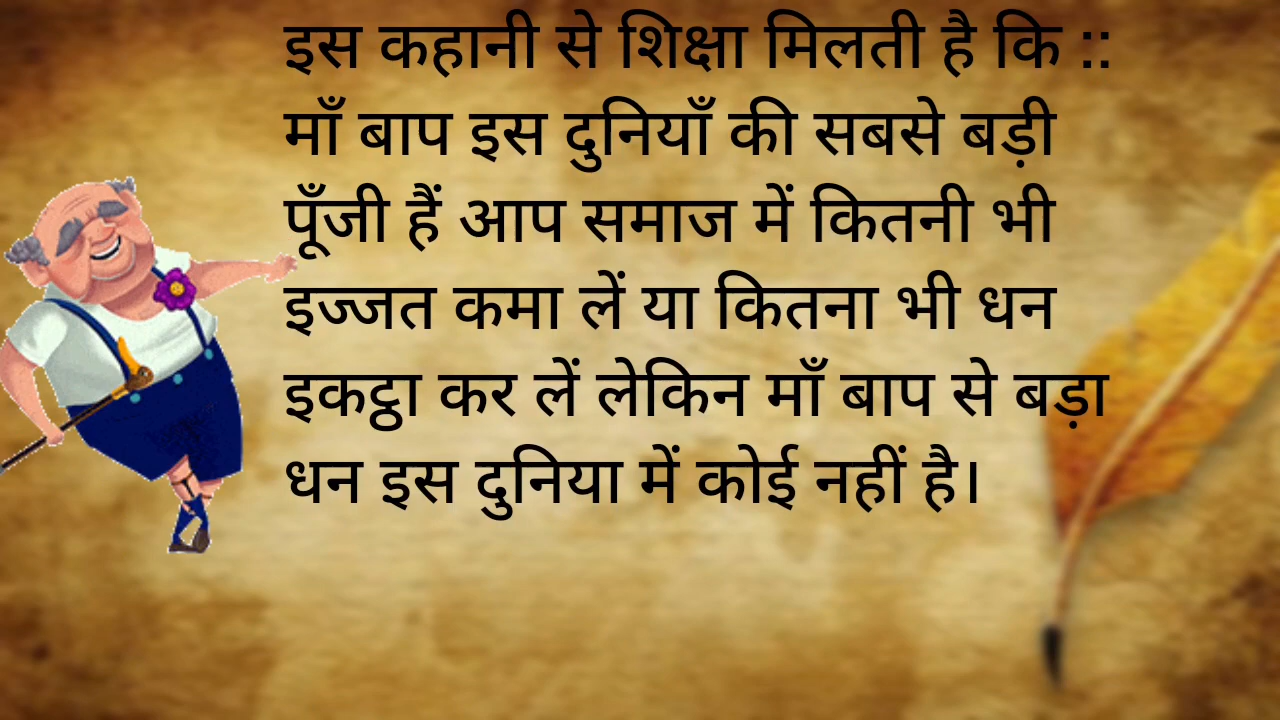 इस कहानी से शिक्षा मिलती है कि ::
माँ बाप इस दुनियाँ की सबसे बड़ी
पूँजी हैं आप समाज में कितनी भी
इज्जत कमा लें या कितना भी धन
इकट्ठा कर लें लेकिन माँ बाप से बड़ा
धन इस दुनिया में कोई नहीं है।